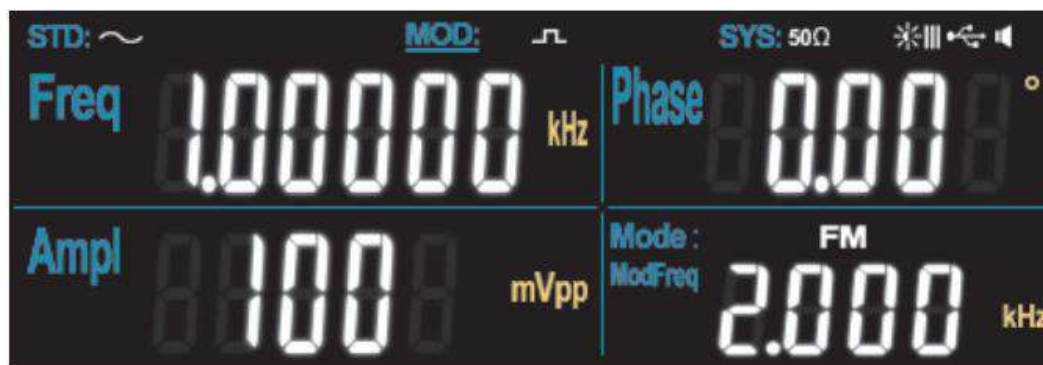 STD: MOD: SYS: 50Ω
Freq 1.00000 kHz
Phase 0.00 °
Ampl 100 mVpp
Mode : FM
ModFreq 2.000 kHz